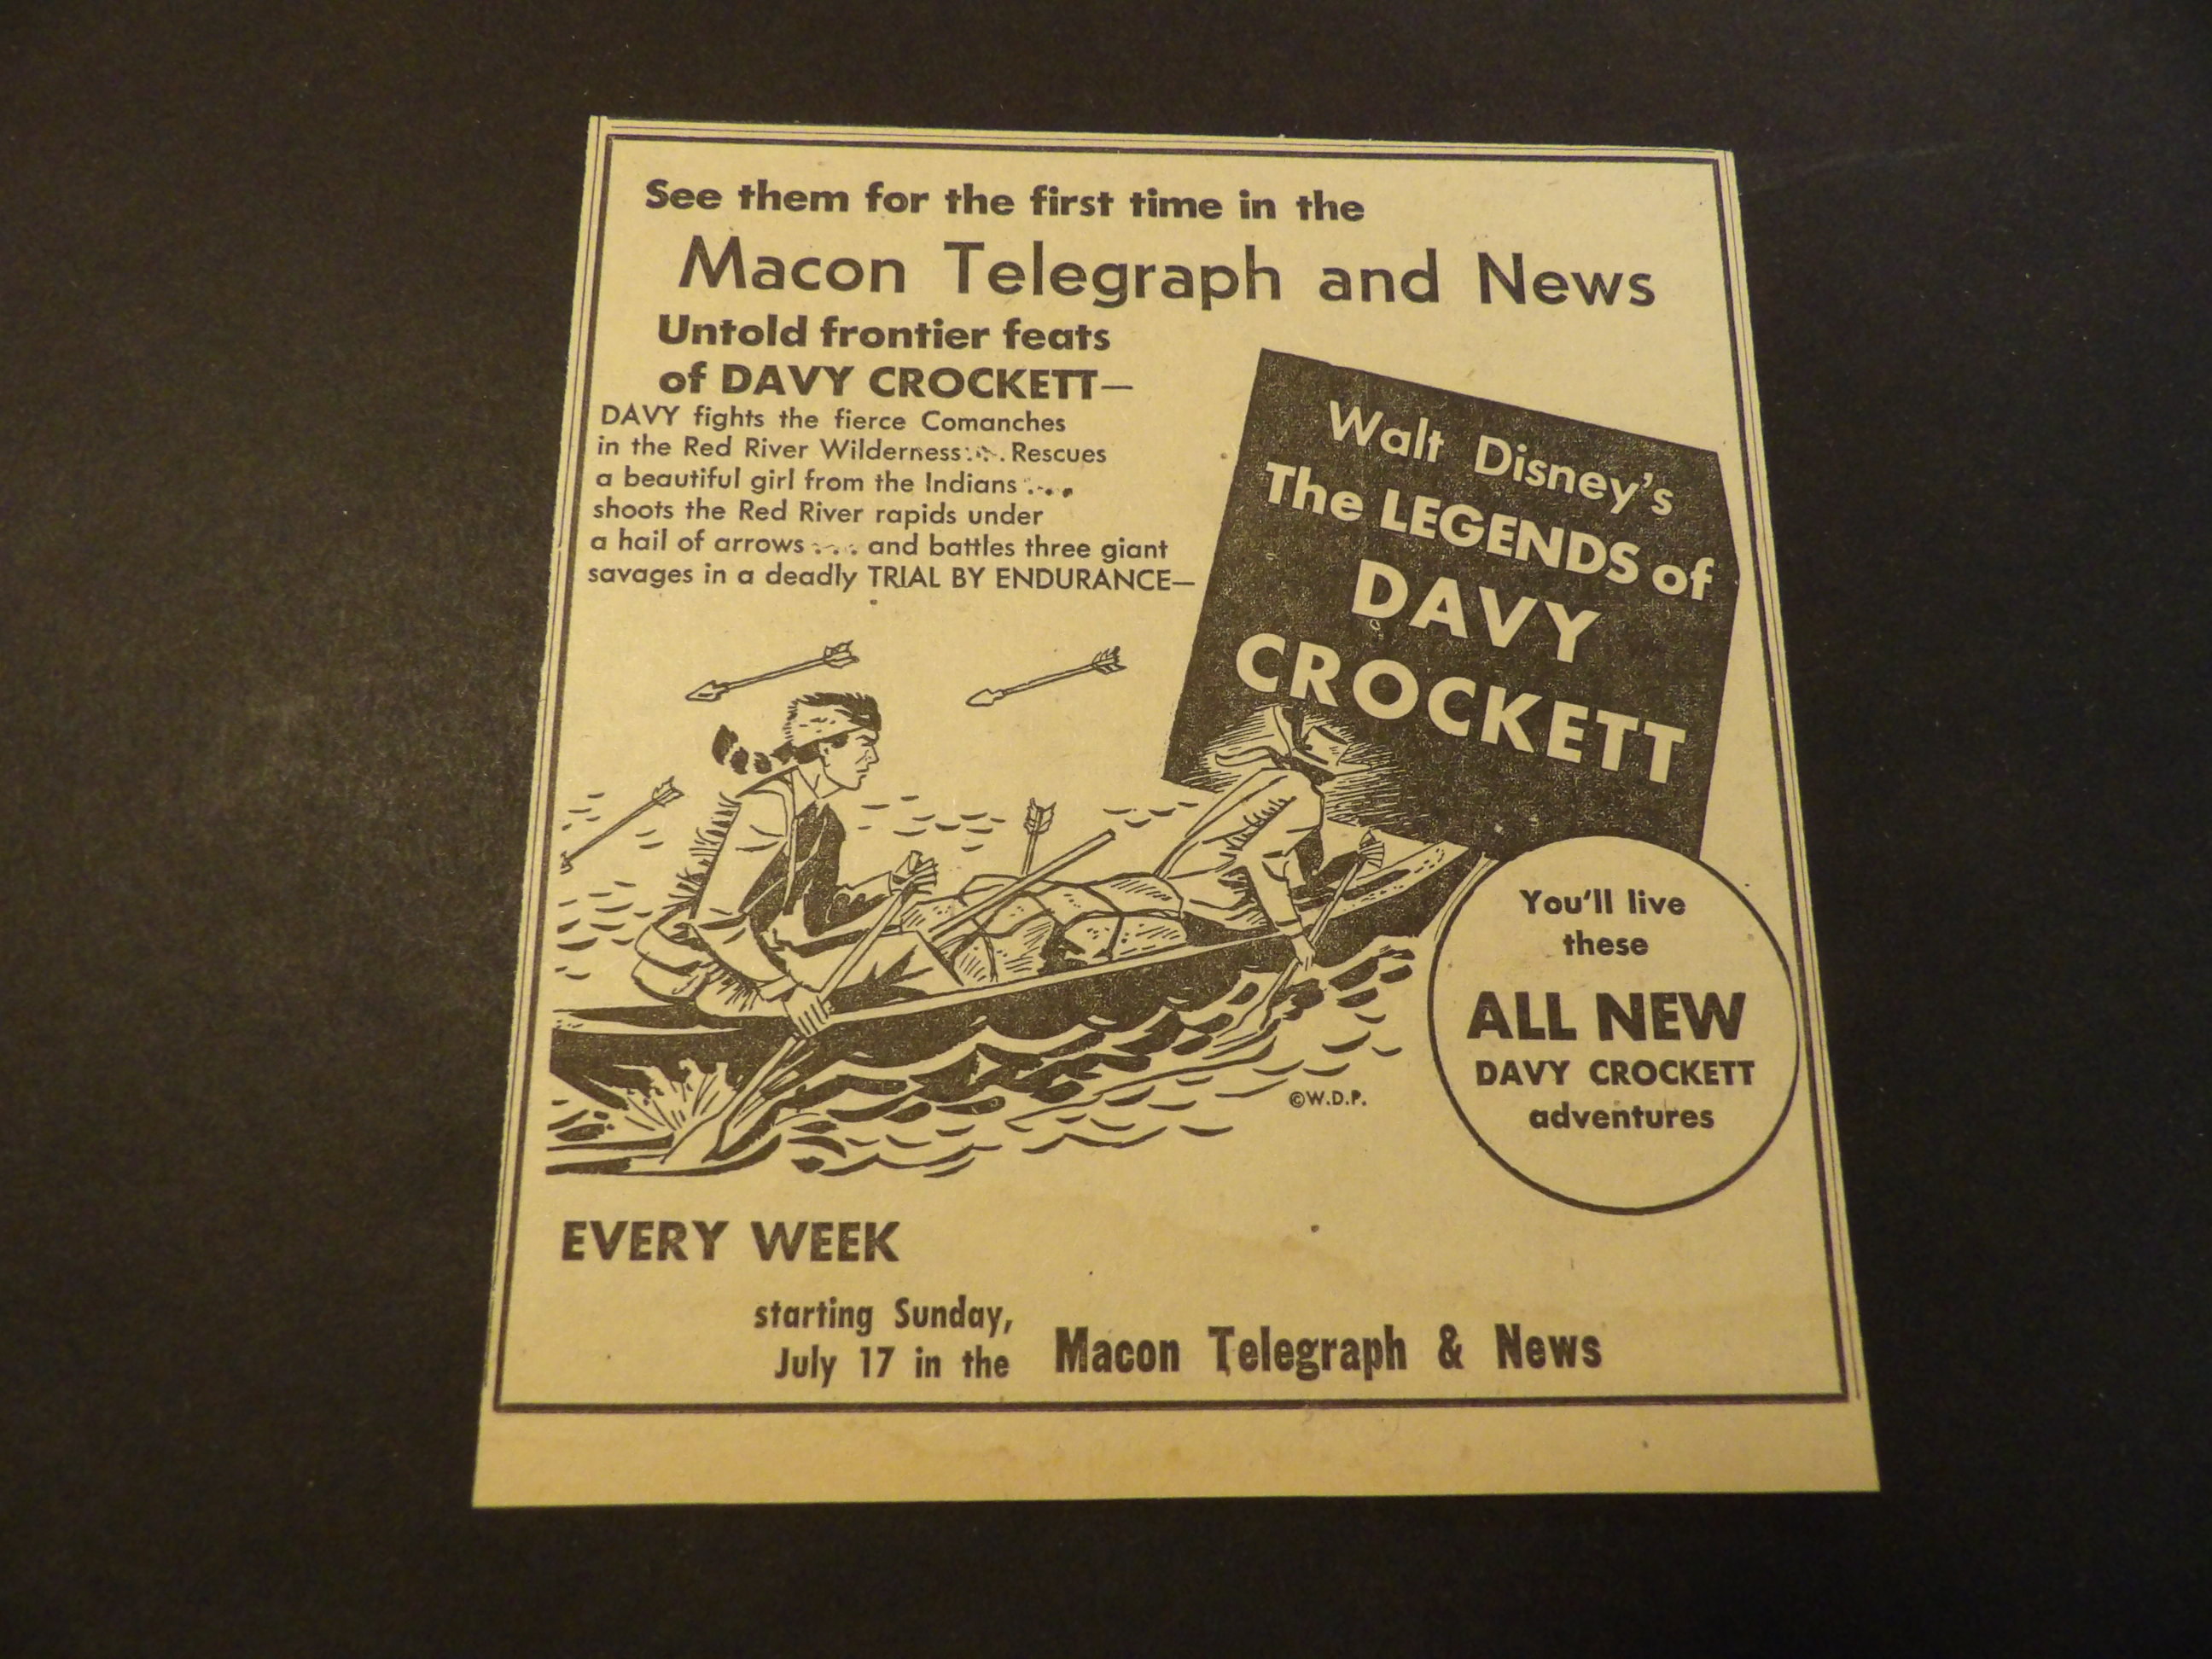 See them for the first time in the
Macon Telegraph and News
Untold frontier feats
of DAVY CROCKETT—
DAVY fights the fierce Comanches
in the Red River Wilderness . . . Rescues
a beautiful girl from the Indians . . .
shoots the Red River rapids under
a hail of arrows . . . and battles three giant
savages in a deadly TRIAL BY ENDURANCE—
Walt Disney's
The LEGENDS of
DAVY
CROCKETT
You'll live
these
ALL NEW
DAVY CROCKETT
adventures
©W.D.P.
EVERY WEEK
starting Sunday,
July 17 in the
Macon Telegraph & News